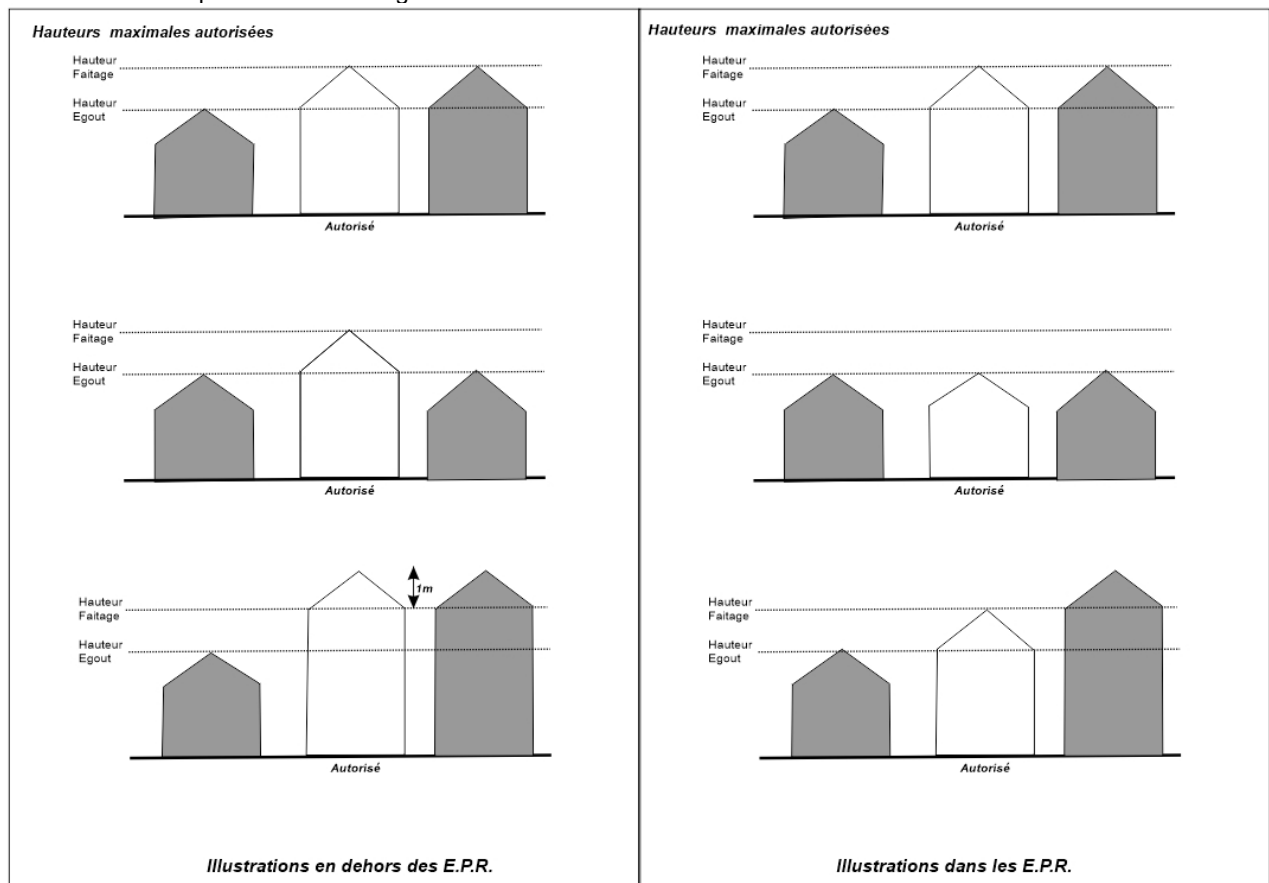 Hauteurs maximales autorisées
Hauteur
Faitage
Hauteur
Egout
Autorisé
Hauteur
Faitage
Hauteur
Egout
Autorisé
1m
Hauteur
Faitage
Hauteur
Egout
Autorisé
Illustrations en dehors des E.P.R.
Hauteurs maximales autorisées
Hauteur
Faitage
Hauteur
Egout
Autorisé
Hauteur
Faitage
Hauteur
Egout
Autorisé
Hauteur
Faitage
Hauteur
Egout
Autorisé
Illustrations dans les E.P.R.